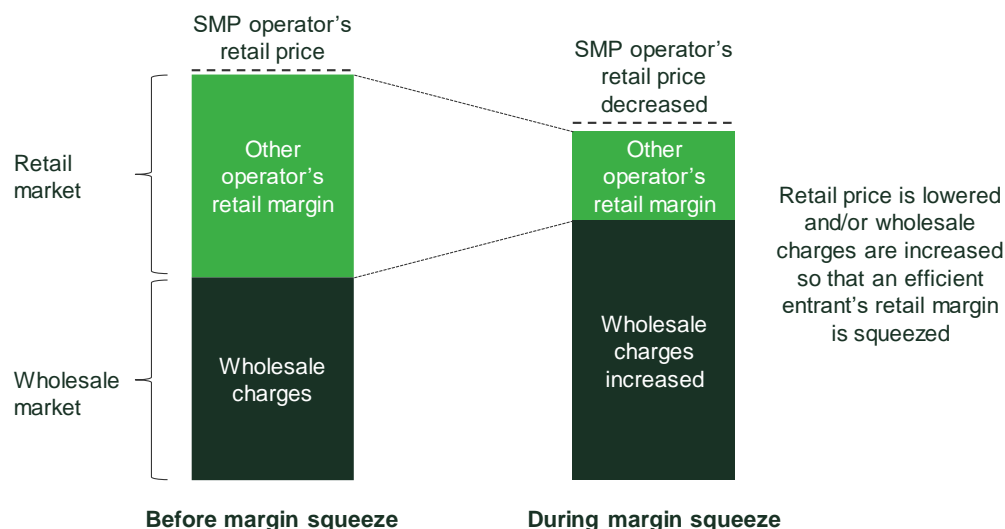 SMP operator's
retail price
SMP operator's
retail price
decreased
Retail
market
Other
operator's
retail margin
Other
operator's
retail margin
Retail price is lowered
and/or wholesale
charges are increased
so that an efficient
entrant's retail margin
is squeezed
Wholesale
market
Wholesale
charges
Wholesale
charges
increased
Before margin squeeze
During margin squeeze